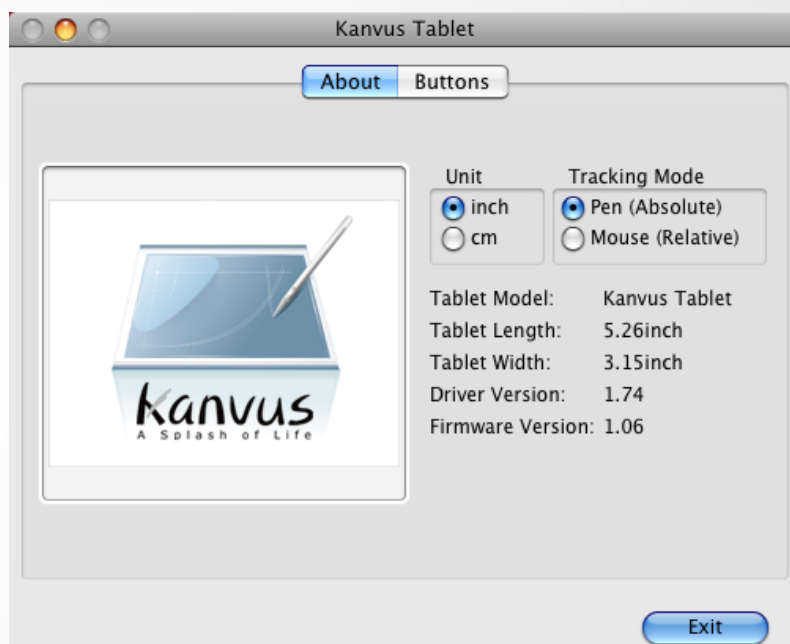 Kanvus Tablet
About Buttons
Unit
inch
cm
Tracking Mode
Pen (Absolute)
Mouse (Relative)
kanvus
A Splash of Life
Tablet Model: Kanvus Tablet
Tablet Length: 5.26inch
Tablet Width: 3.15inch
Driver Version: 1.74
Firmware Version: 1.06
Exit